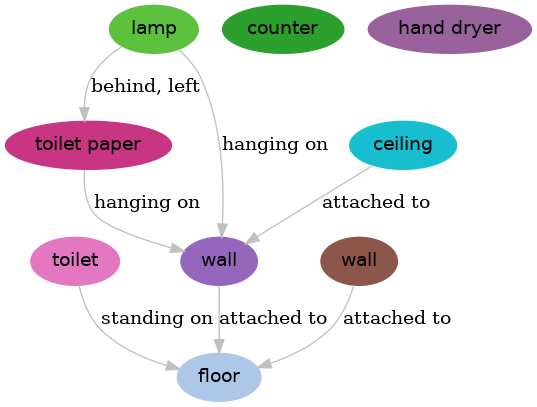 lamp
counter
hand dryer
behind, left
toilet paper
hanging on
ceiling
hanging on
attached to
toilet
wall
wall
standing on
attached to
attached to
floor